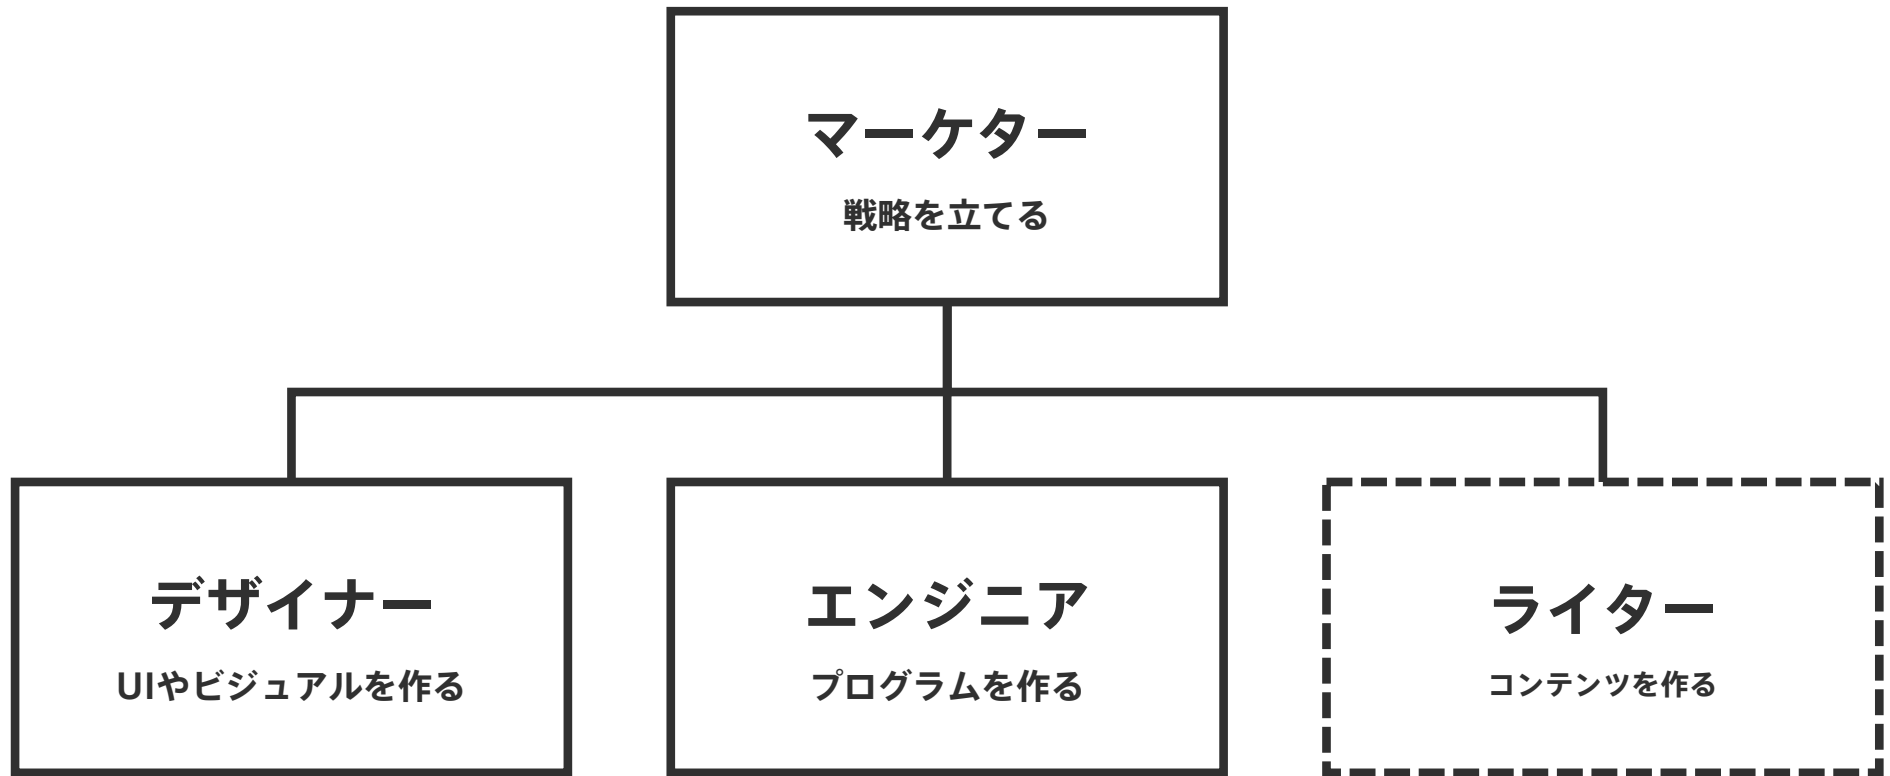 マーケター
戦略を立てる
デザイナー
UIやビジュアルを作る
エンジニア
プログラムを作る
ライター
コンテンツを作る